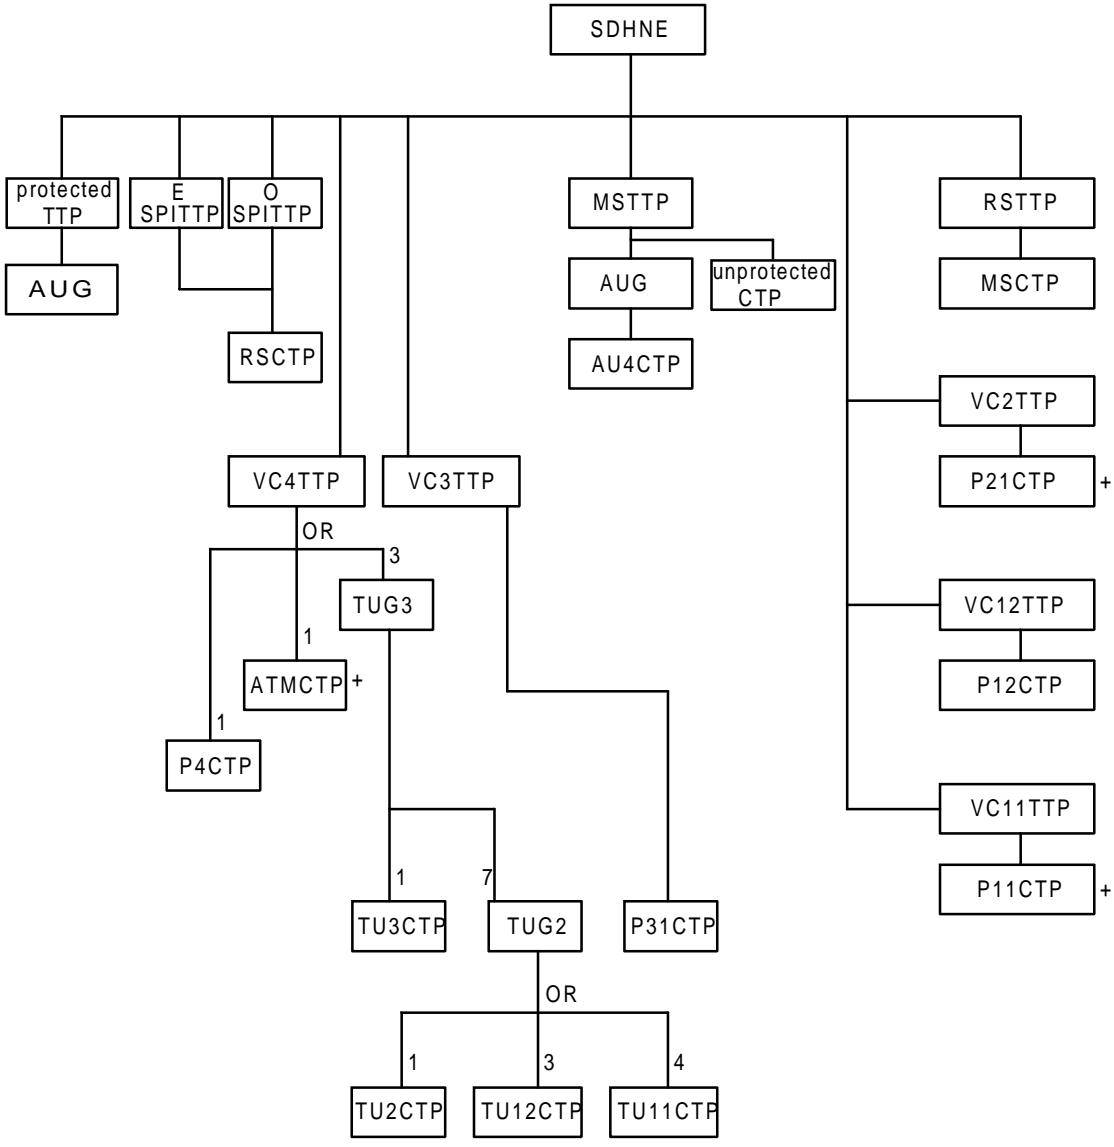 SDHNE
protected
TTP
E
SPITTP
O
SPITTP
MSTTP
RSTTP
AUG
AUG
unprotected
CTP
MSCTP
RSCTP
AU4CTP
VC2TTP
VC4TTP
VC3TTP
P21CTP +
OR
3
TUG3
VC12TTP
1
ATMCTP +
P12CTP
1
P4CTP
VC11TTP
1
7
P11CTP +
TU3CTP
TUG2
P31CTP
OR
1
3
4
TU2CTP
TU12CTP
TU11CTP